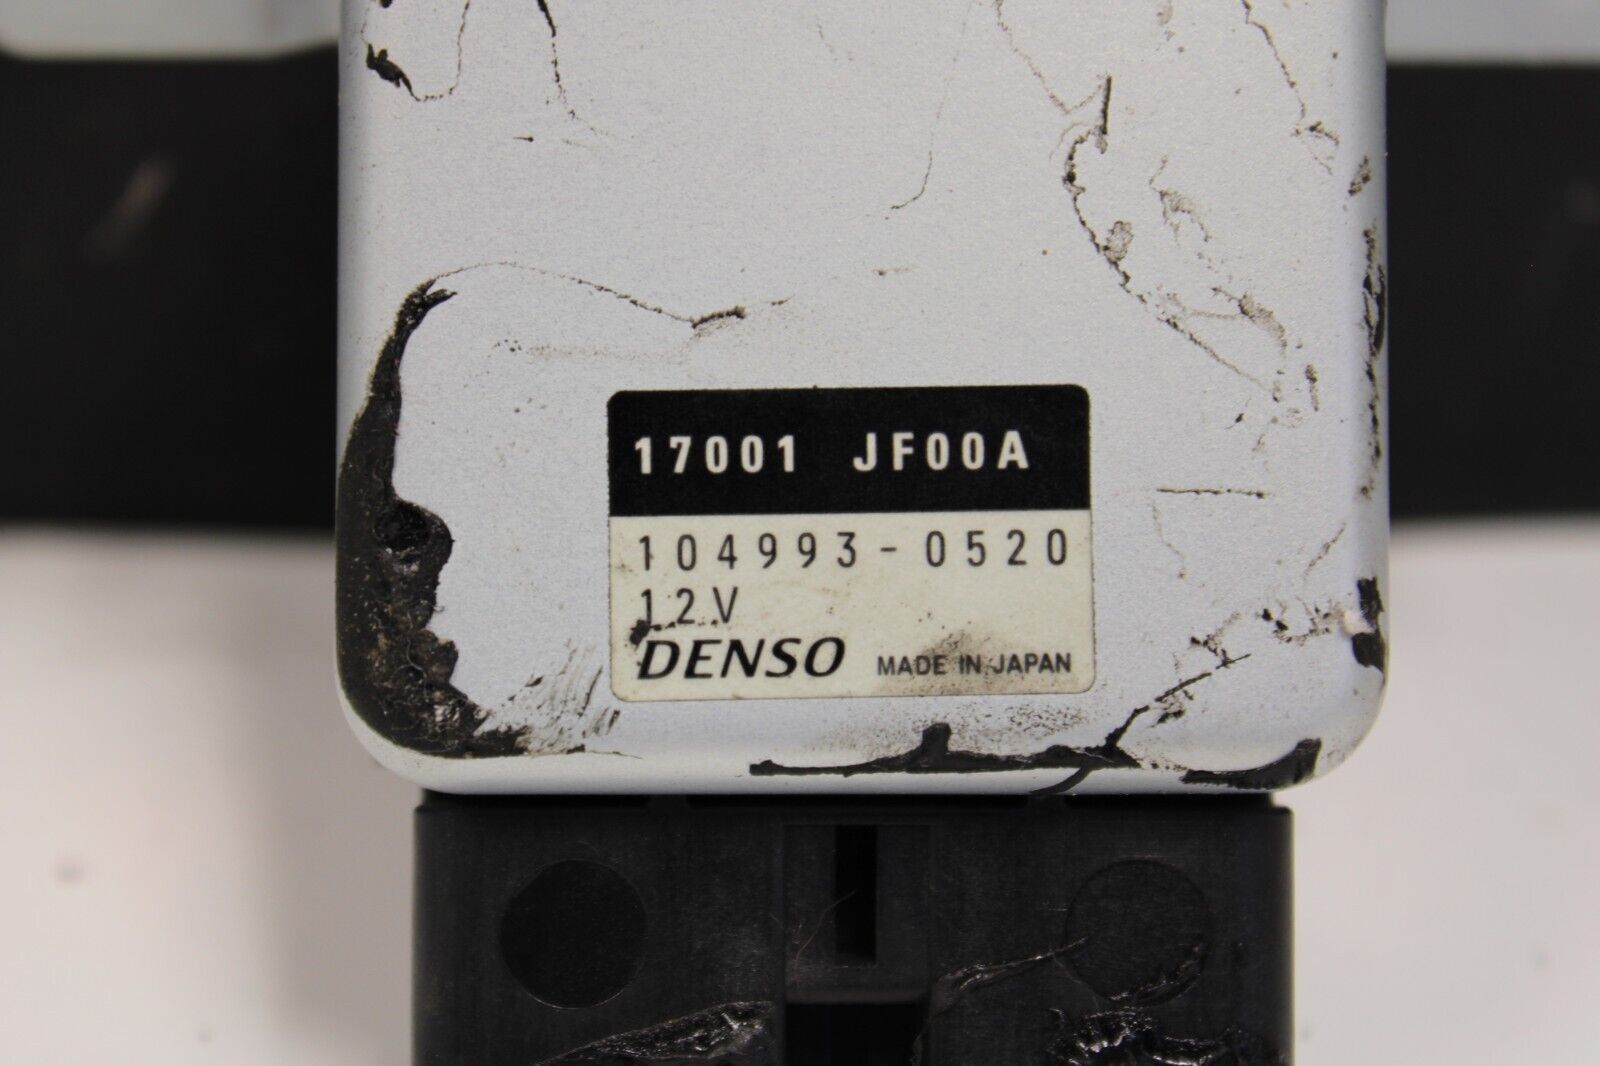 17001 JF00A
104993-0520
12V
DENSO MADE IN JAPAN